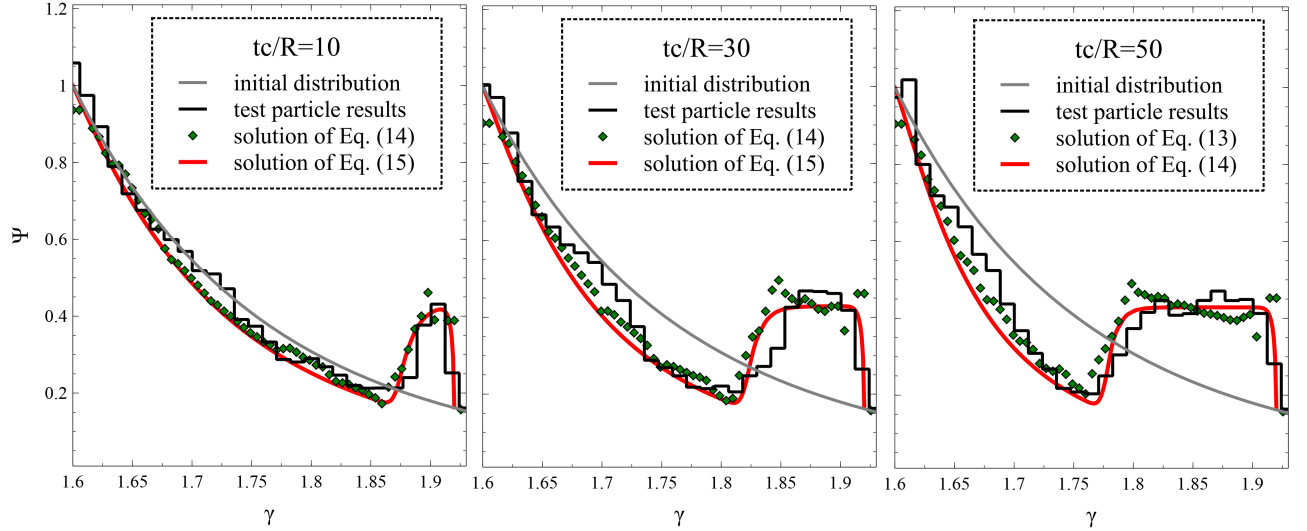 1.2
1
0.8
0.6
0.4
0.2
Ψ
tc/R=10
initial distribution
test particle results
solution of Eq. (14)
solution of Eq. (15)
1.6 1.65 1.7 1.75 1.8 1.85 1.9
γ
tc/R=30
initial distribution
test particle results
solution of Eq. (14)
solution of Eq. (15)
1.6 1.65 1.7 1.75 1.8 1.85 1.9
γ
tc/R=50
initial distribution
test particle results
solution of Eq. (13)
solution of Eq. (14)
1.6 1.65 1.7 1.75 1.8 1.85 1.9
γ